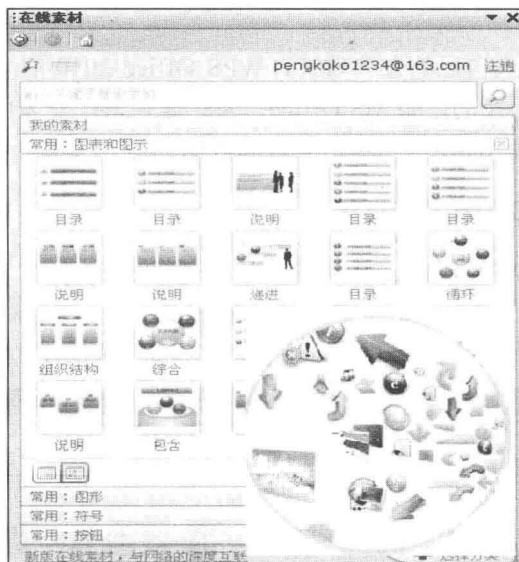 在线素材
pengkoko1234@163.com 注销
我的素材
常用：图表和图示
目录 目录 说明 目录 目录
说明 说明 递进 目录 循环
组织结构 综合
说明 包含
常用：图形
常用：符号
常用：按钮
新版在线素材，与网络的深度互联